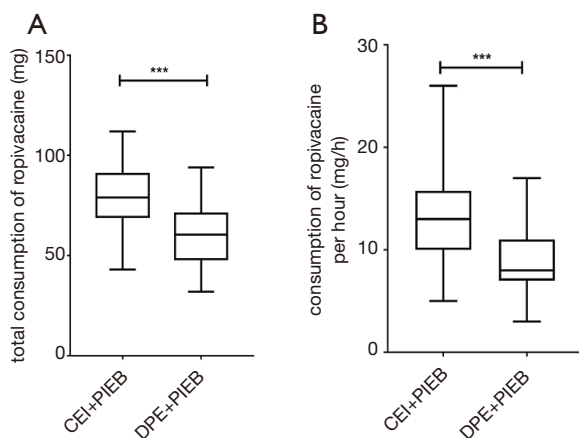 A
total consumption of ropivacaine (mg)
150
100
50
0
***
CEI+PIEB
DPE+PIEB
B
consumption of ropivacaine
per hour (mg/h)
30
20
10
0
***
CEI+PIEB
DPE+PIEB